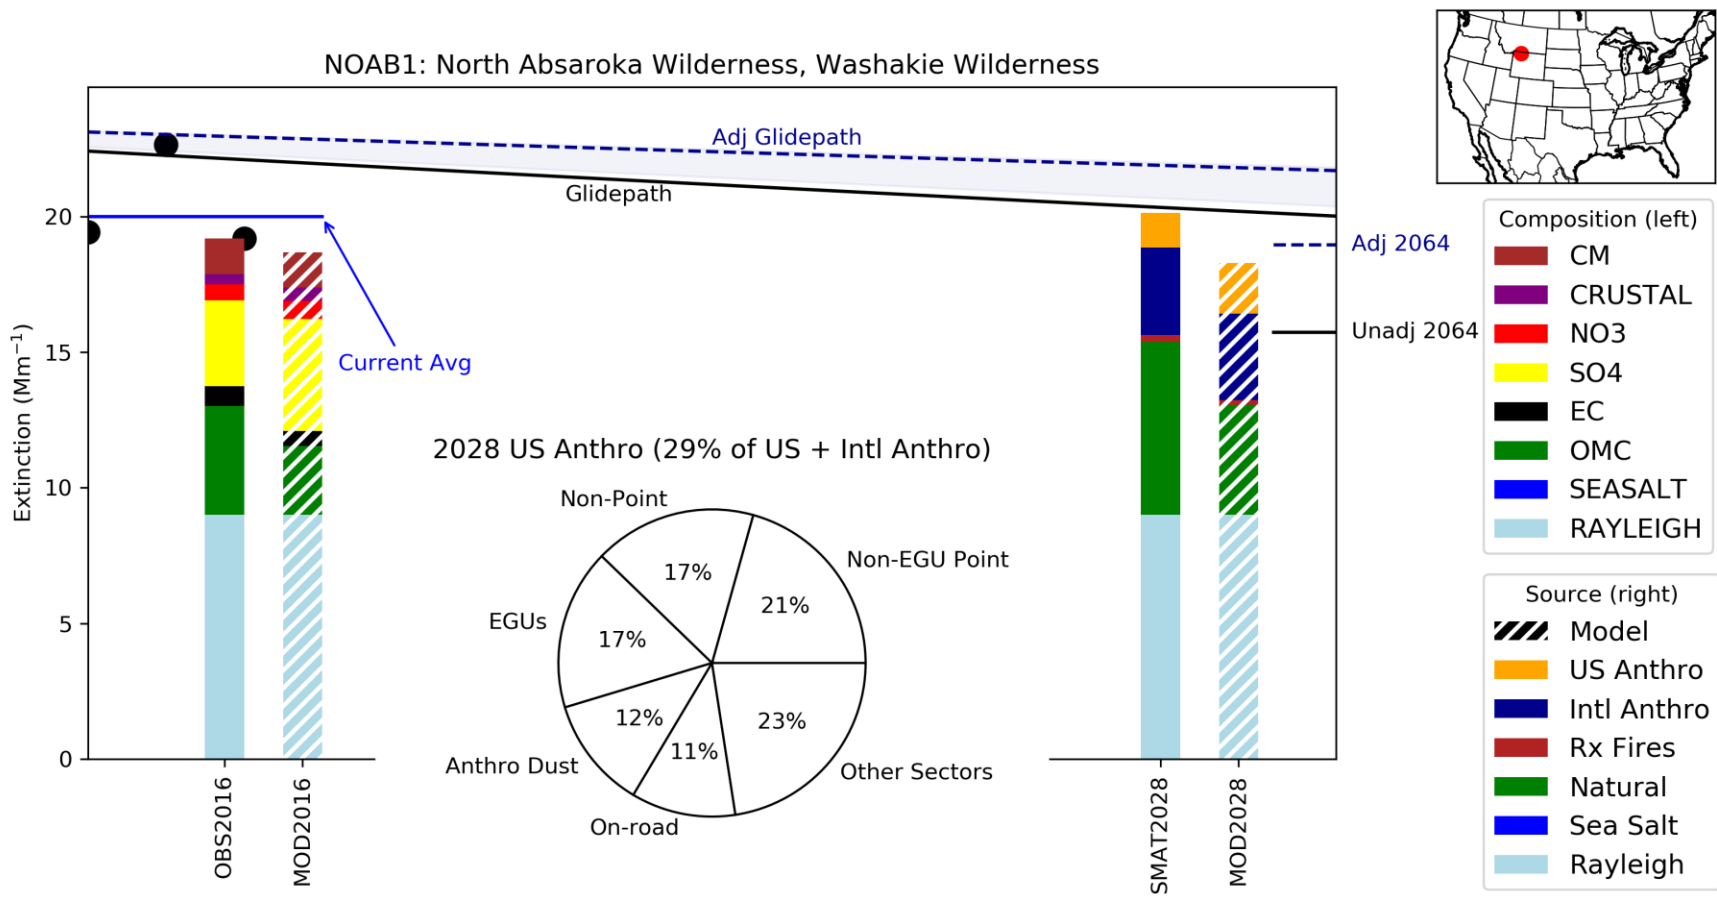 NOAB1: North Absaroka Wilderness, Washakie Wilderness
Extinction (Mm⁻¹)
20
15
10
5
0
Adj Glidepath
Glidepath
Current Avg
Adj 2064
Unadj 2064
2028 US Anthro (29% of US + Intl Anthro)
Non-Point
17%
Non-EGU Point
21%
EGUs
17%
Anthro Dust
12%
On-road
11%
Other Sectors
23%
OBS2016
MOD2016
SMAT2028
MOD2028
Composition (left)
CM
CRUSTAL
NO3
SO4
EC
OMC
SEASALT
RAYLEIGH
Source (right)
Model
US Anthro
Intl Anthro
Rx Fires
Natural
Sea Salt
Rayleigh